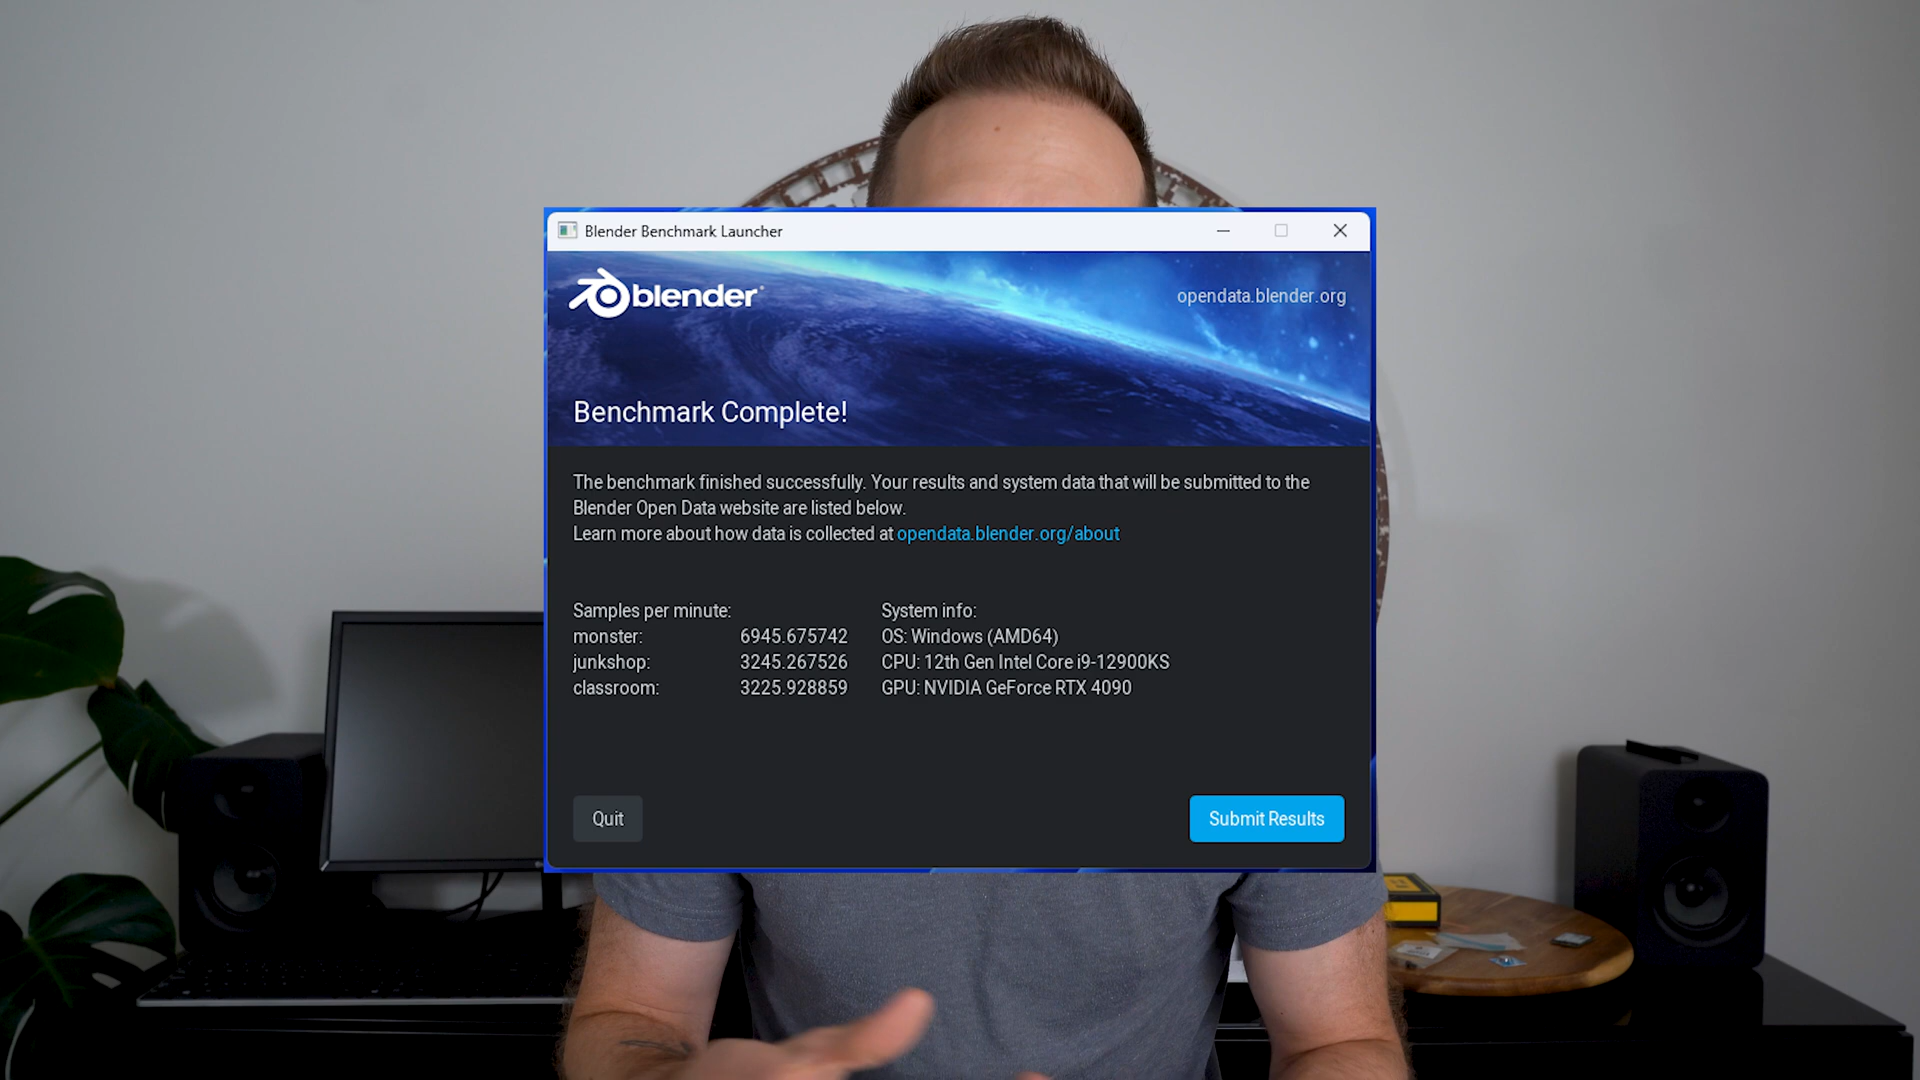 Blender Benchmark Launcher
blender
opendata.blender.org
Benchmark Complete!
The benchmark finished successfully. Your results and system data that will be submitted to the
Blender Open Data website are listed below.
Learn more about how data is collected at opendata.blender.org/about
Samples per minute:
monster: 6945.675742
junkshop: 3245.267526
classroom: 3225.928859
System info:
OS: Windows (AMD64)
CPU: 12th Gen Intel Core i9-12900KS
GPU: NVIDIA GeForce RTX 4090
Quit
Submit Results